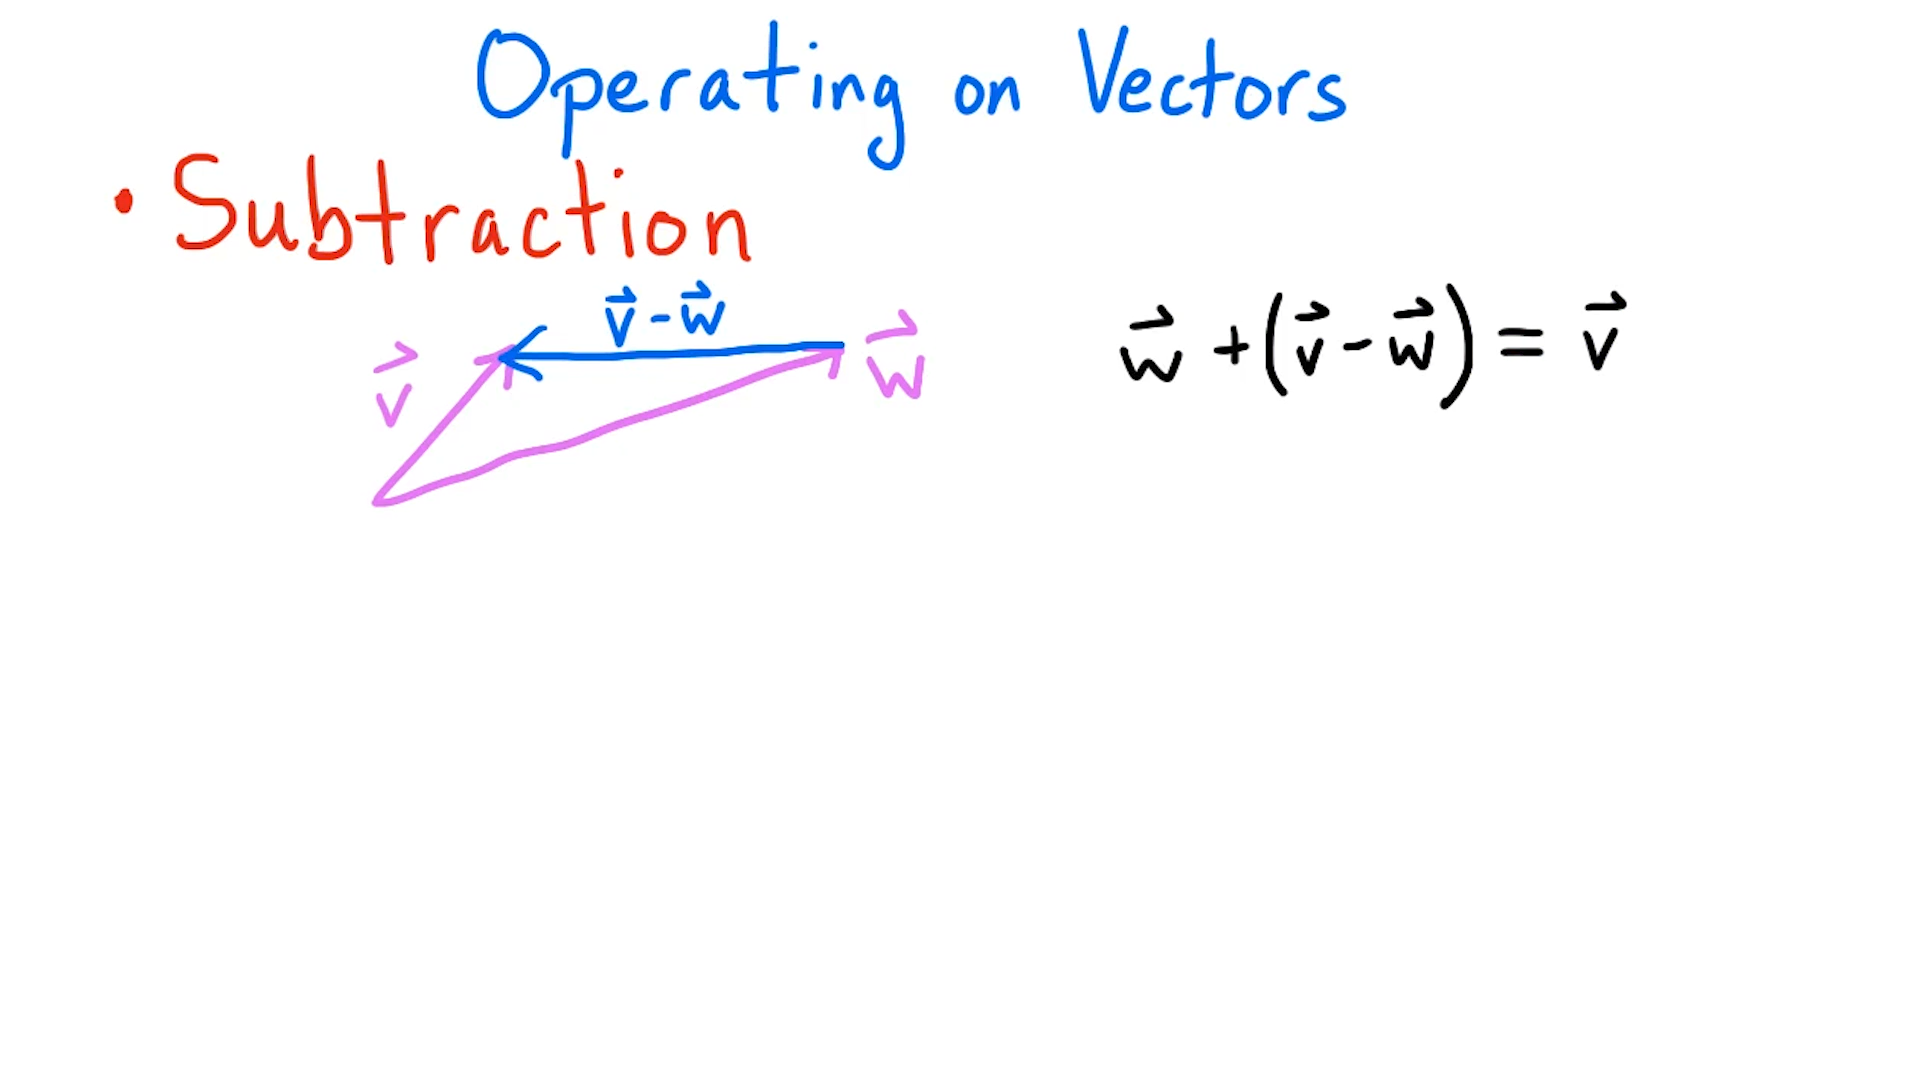 Operating on Vectors
• Subtraction
v⃗ - w⃗
v⃗
w⃗
w⃗ + (v⃗ - w⃗) = v⃗